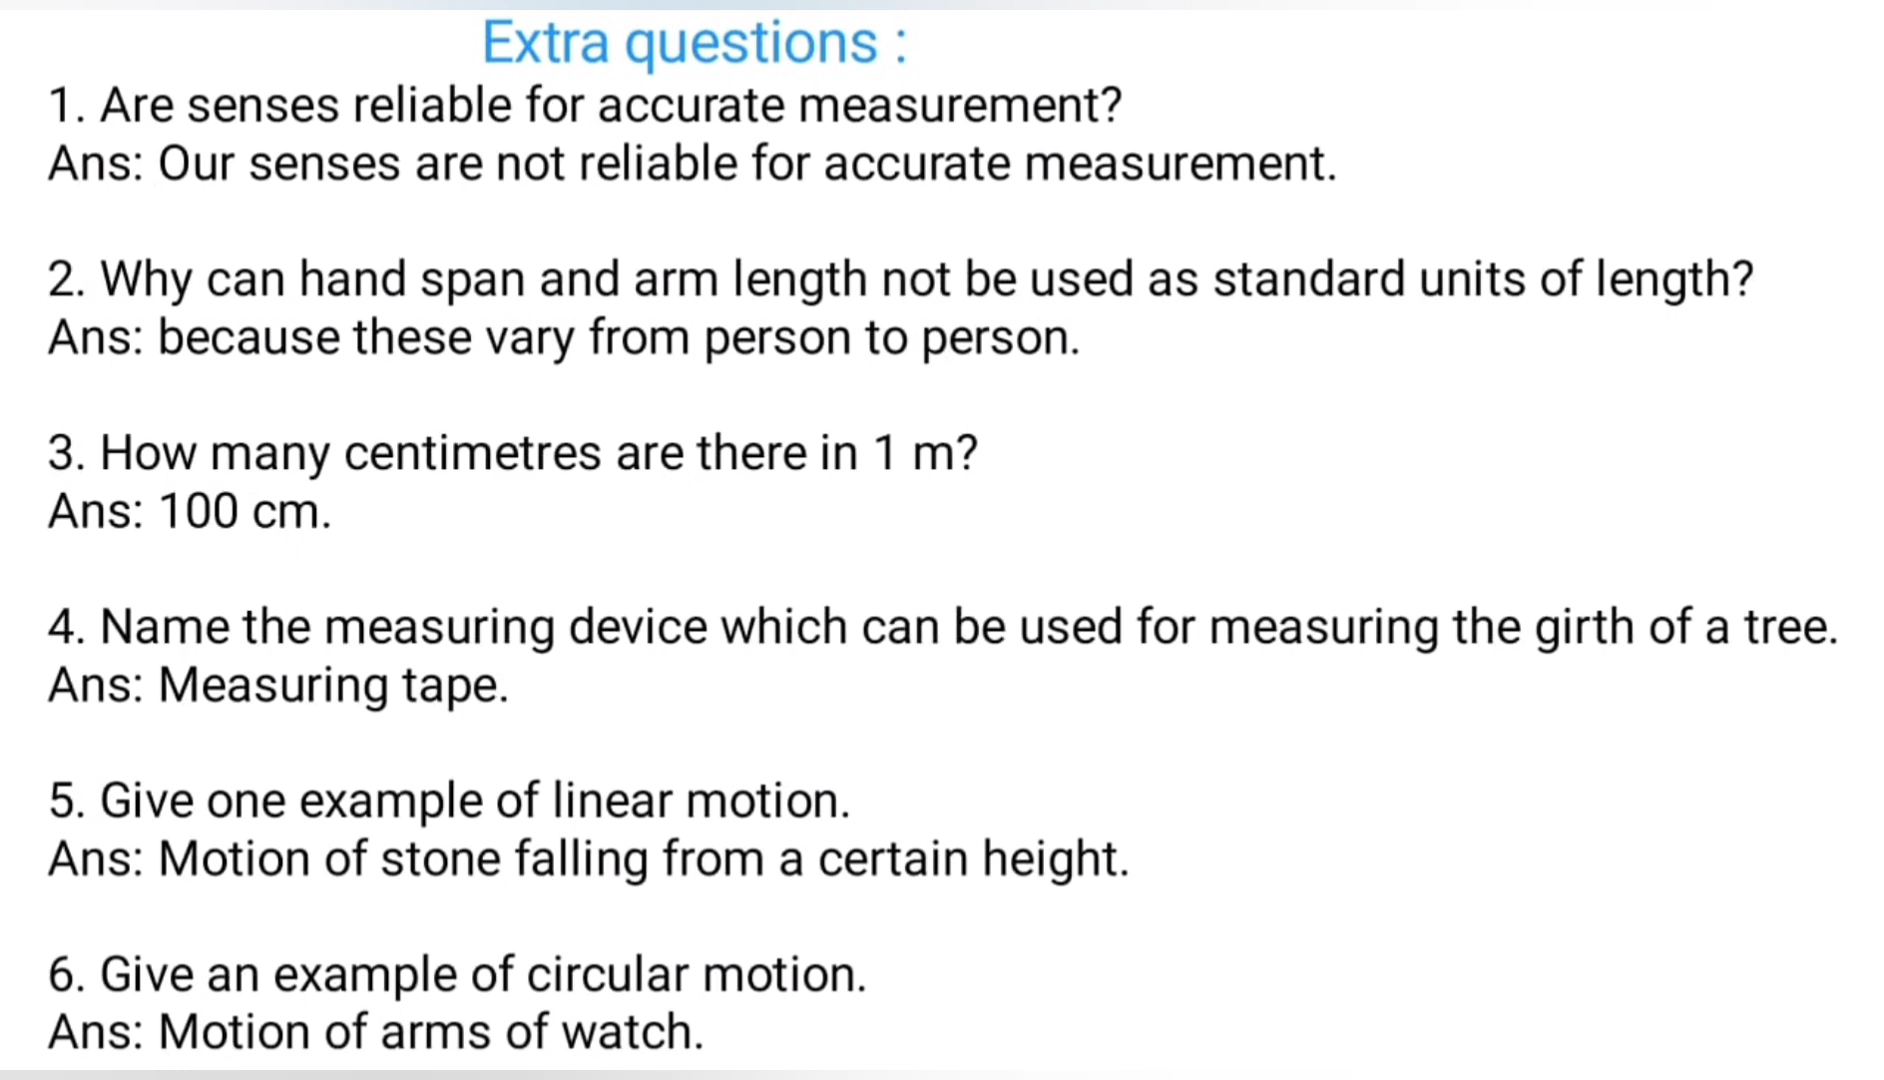 Extra questions :
1. Are senses reliable for accurate measurement?
Ans: Our senses are not reliable for accurate measurement.
2. Why can hand span and arm length not be used as standard units of length?
Ans: because these vary from person to person.
3. How many centimetres are there in 1 m?
Ans: 100 cm.
4. Name the measuring device which can be used for measuring the girth of a tree.
Ans: Measuring tape.
5. Give one example of linear motion.
Ans: Motion of stone falling from a certain height.
6. Give an example of circular motion.
Ans: Motion of arms of watch.